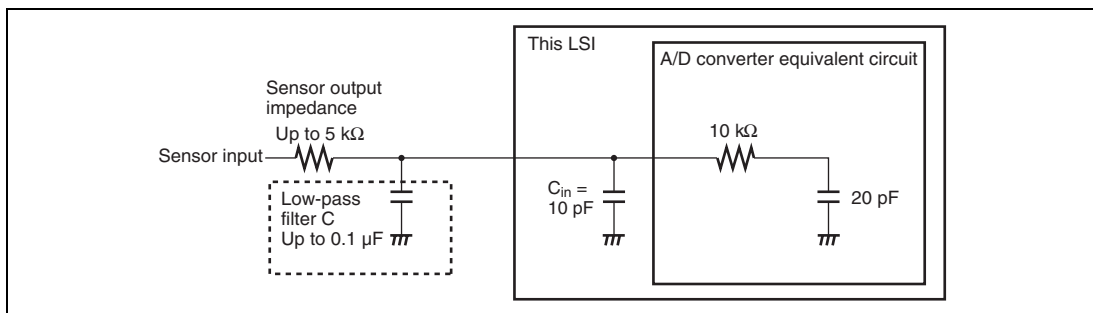 This LSI
A/D converter equivalent circuit
Sensor output
impedance
Up to 5 kΩ
10 kΩ
Sensor input
Low-pass
filter C
Up to 0.1 µF
Cin =
10 pF
20 pF